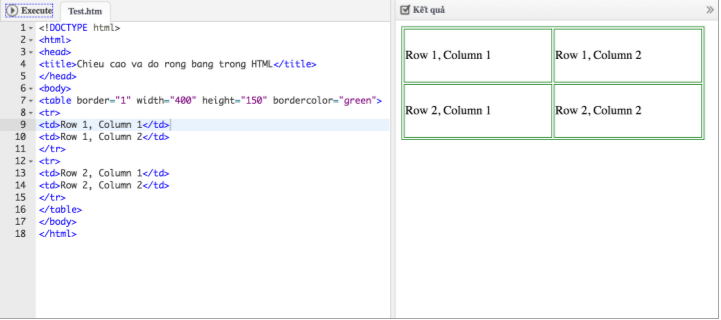 Execute Test.htm
1 <!DOCTYPE html>
2 <html>
3 <head>
4 <title>Chieu cao va do rong bang trong HTML</title>
5 </head>
6 <body>
7 <table border="1" width="400" height="150" bordercolor="green">
8 <tr>
9 <td>Row 1, Column 1</td>
10 <td>Row 1, Column 2</td>
11 </tr>
12 <tr>
13 <td>Row 2, Column 1</td>
14 <td>Row 2, Column 2</td>
15 </tr>
16 </table>
17 </body>
18 </html>
Kết quả
Row 1, Column 1 Row 1, Column 2
Row 2, Column 1 Row 2, Column 2